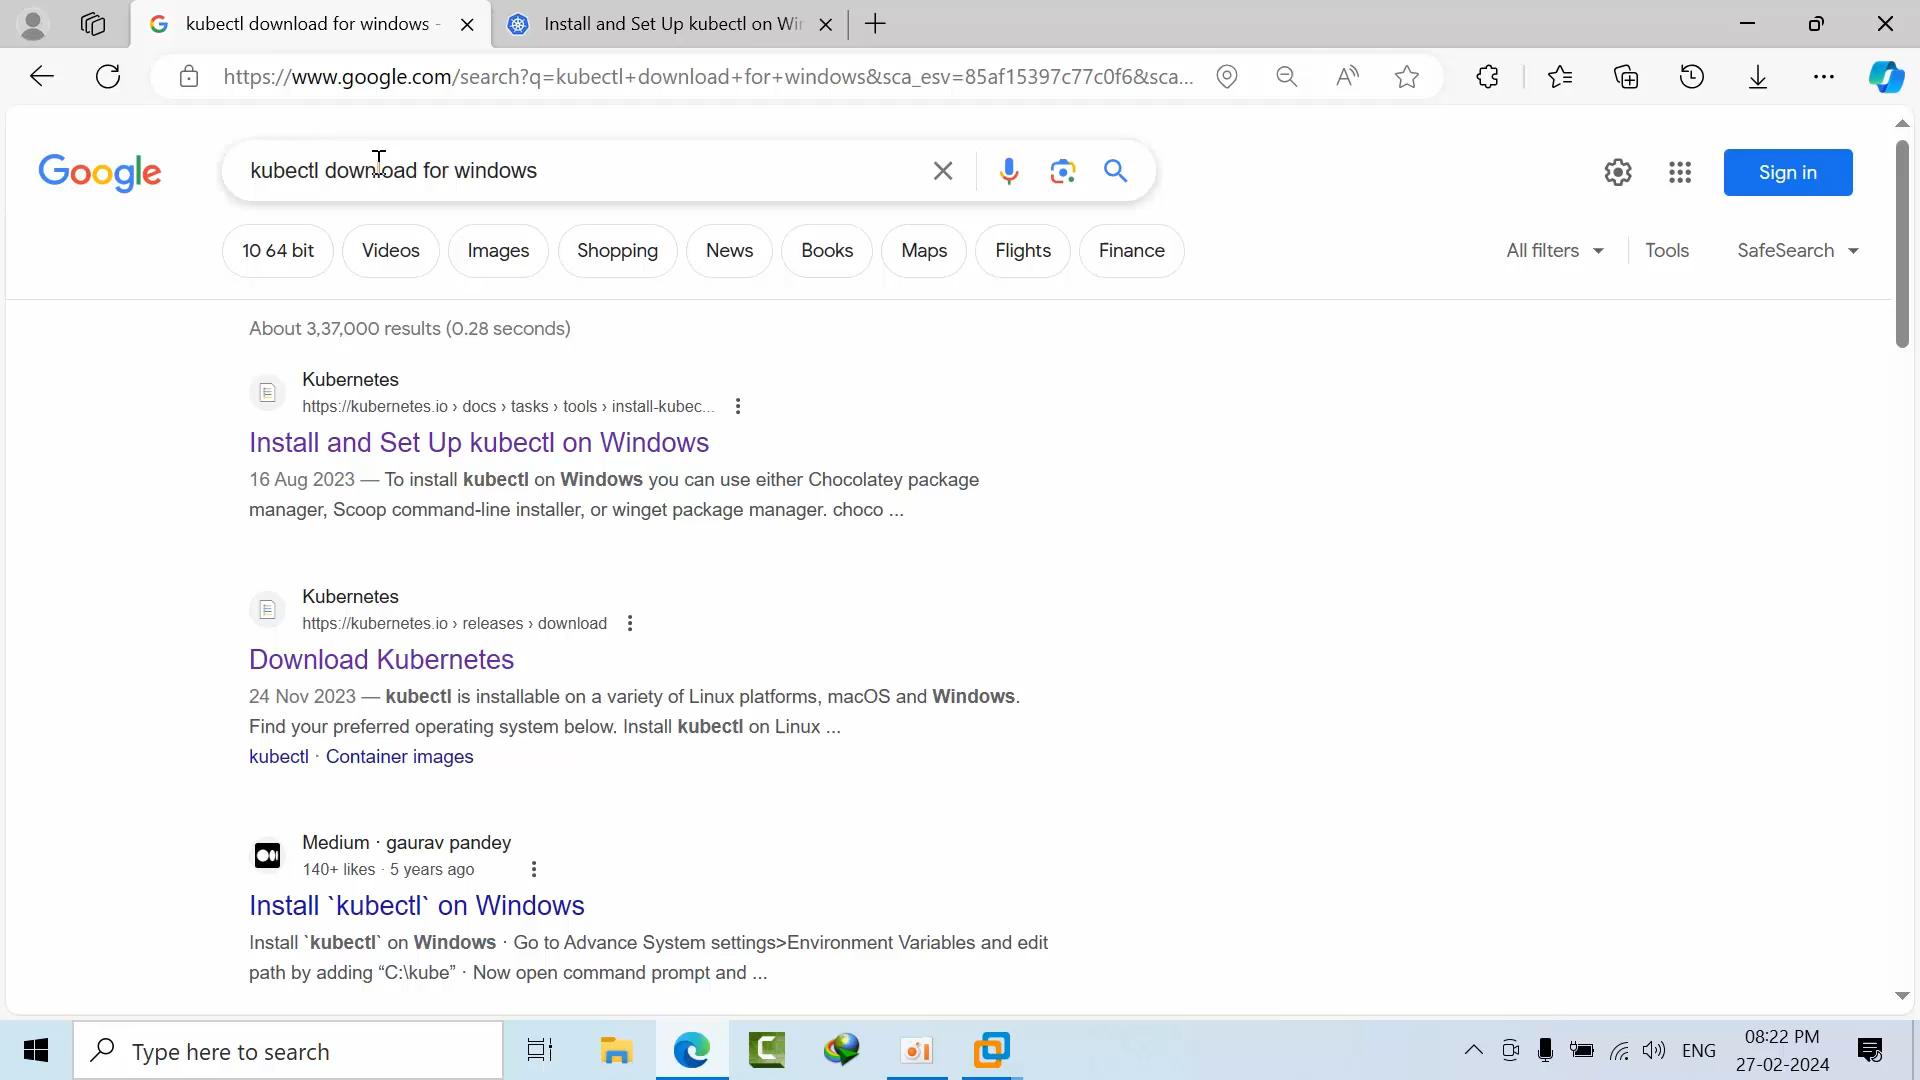 kubectl download for windows -
Install and Set Up kubectl on Win
https://www.google.com/search?q=kubectl+download+for+windows&sca_esv=85af15397c77c0f6&sca...
Google
kubectl download for windows
Sign in
10 64 bit
Videos
Images
Shopping
News
Books
Maps
Flights
Finance
All filters
Tools
SafeSearch
About 3,37,000 results (0.28 seconds)
Kubernetes
https://kubernetes.io › docs › tasks › tools › install-kubec...
Install and Set Up kubectl on Windows
16 Aug 2023 — To install kubectl on Windows you can use either Chocolatey package
manager, Scoop command-line installer, or winget package manager. choco ...
Kubernetes
https://kubernetes.io › releases › download
Download Kubernetes
24 Nov 2023 — kubectl is installable on a variety of Linux platforms, macOS and Windows.
Find your preferred operating system below. Install kubectl on Linux ...
kubectl · Container images
Medium · gaurav pandey
140+ likes · 5 years ago
Install `kubectl` on Windows
Install `kubectl` on Windows · Go to Advance System settings>Environment Variables and edit
path by adding “C:\kube” · Now open command prompt and ...
Type here to search
ENG
08:22 PM
27-02-2024